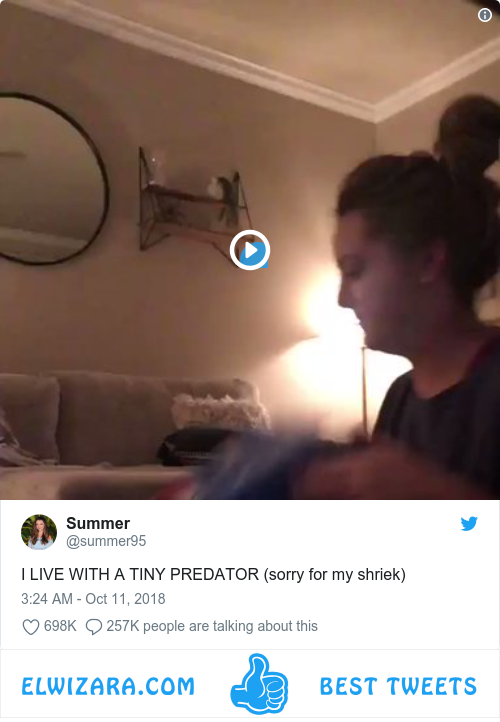 Summer
@summer95
I LIVE WITH A TINY PREDATOR (sorry for my shriek)
3:24 AM - Oct 11, 2018
698K 257K people are talking about this
ELWIZARA.COM BEST TWEETS